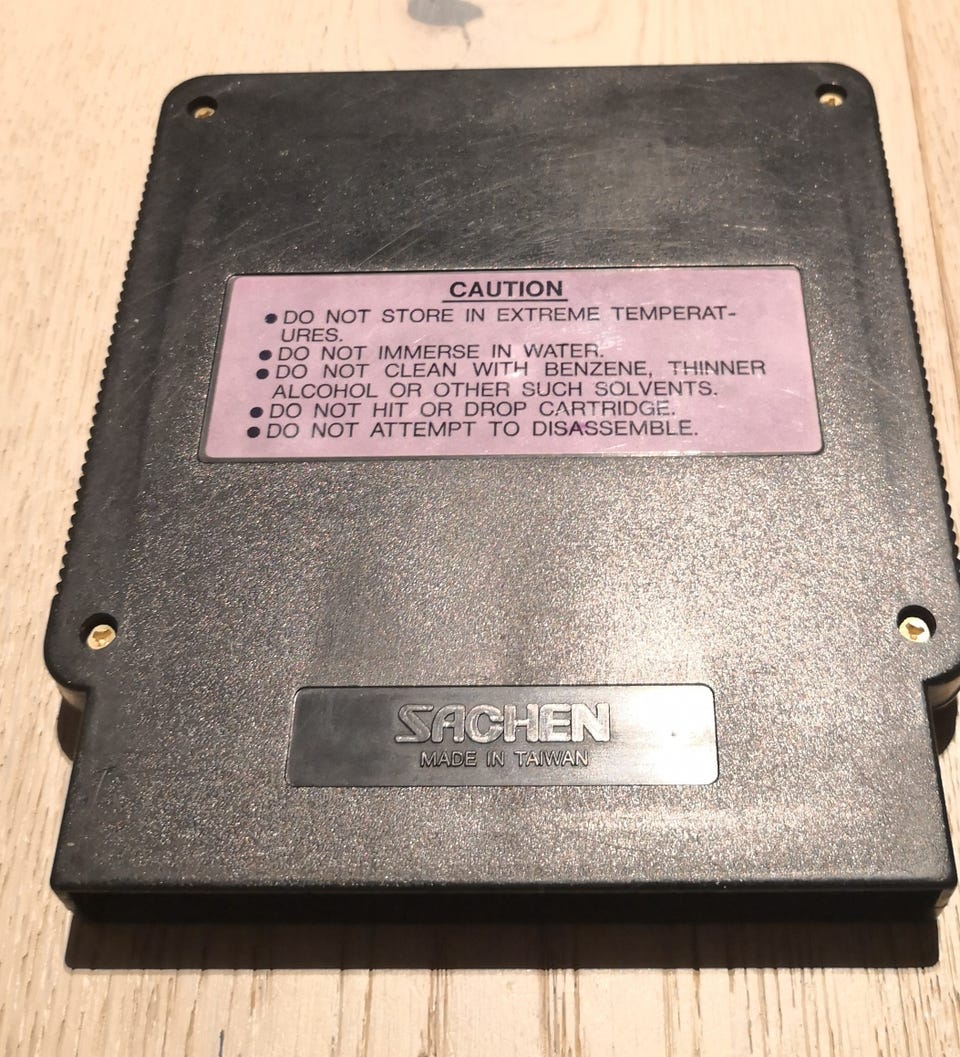 CAUTION
● DO NOT STORE IN EXTREME TEMPERAT-
URES.
● DO NOT IMMERSE IN WATER.
● DO NOT CLEAN WITH BENZENE, THINNER
ALCOHOL OR OTHER SUCH SOLVENTS.
● DO NOT HIT OR DROP CARTRIDGE.
● DO NOT ATTEMPT TO DISASSEMBLE.
SACHEN
MADE IN TAIWAN